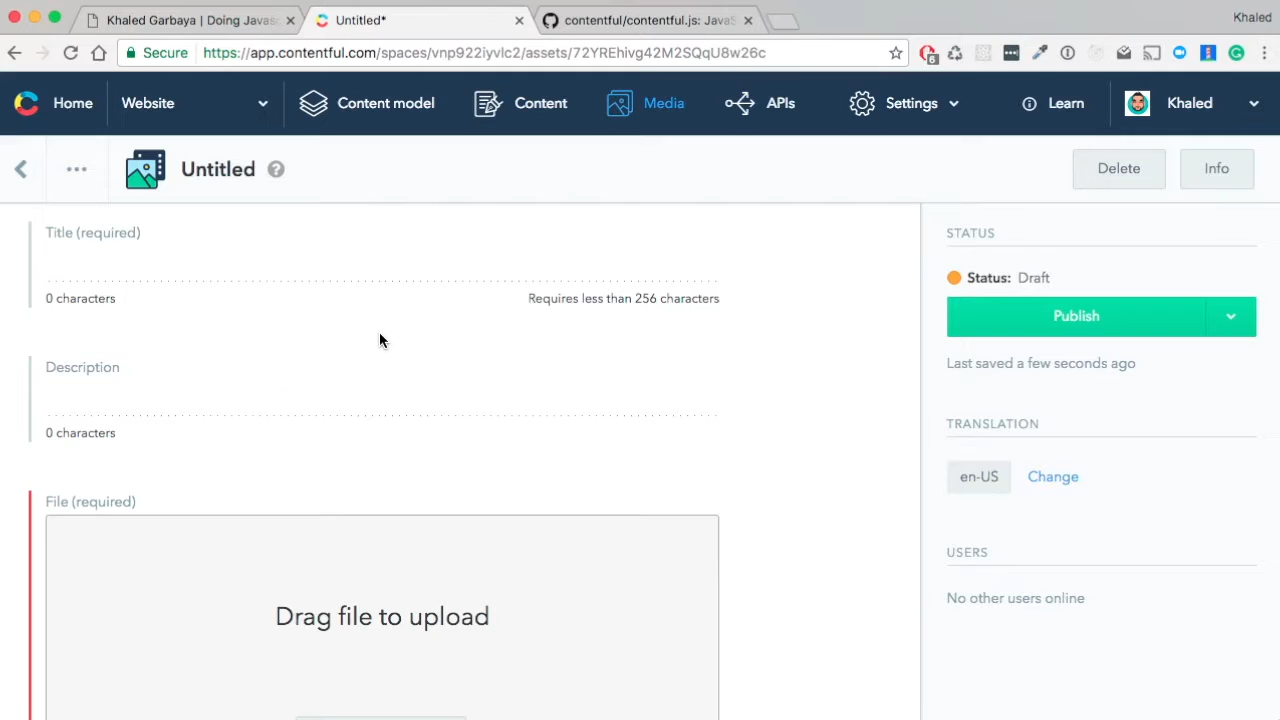 Khaled Garbaya | Doing Javas
Untitled*
contentful/contentful.js: JavaS
Khaled
Secure
https://app.contentful.com/spaces/vnp922iyvlc2/assets/72YREhivg42M2SQqU8w26c
6
Home
Website
Content model
Content
Media
APIs
Settings
Learn
Khaled
Untitled
?
Delete
Info
Title (required)
0 characters
Requires less than 256 characters
Description
0 characters
File (required)
Drag file to upload
STATUS
Status: Draft
Publish
Last saved a few seconds ago
TRANSLATION
en-US
Change
USERS
No other users online